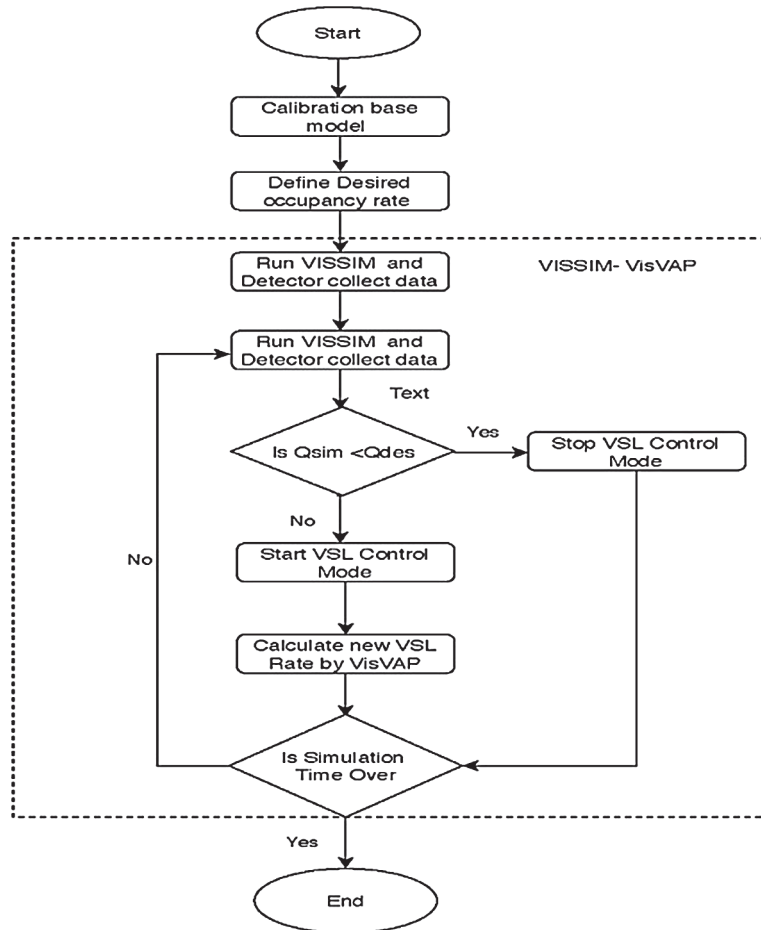 Start
Calibration base
model
Define Desired
occupancy rate
Run VISSIM and
Detector collect data
VISSIM- VisVAP
Run VISSIM and
Detector collect data
Text
Is Qsim <Qdes
Yes
Stop VSL Control
Mode
No
Start VSL Control
Mode
No
Calculate new VSL
Rate by VisVAP
Is Simulation
Time Over
Yes
End